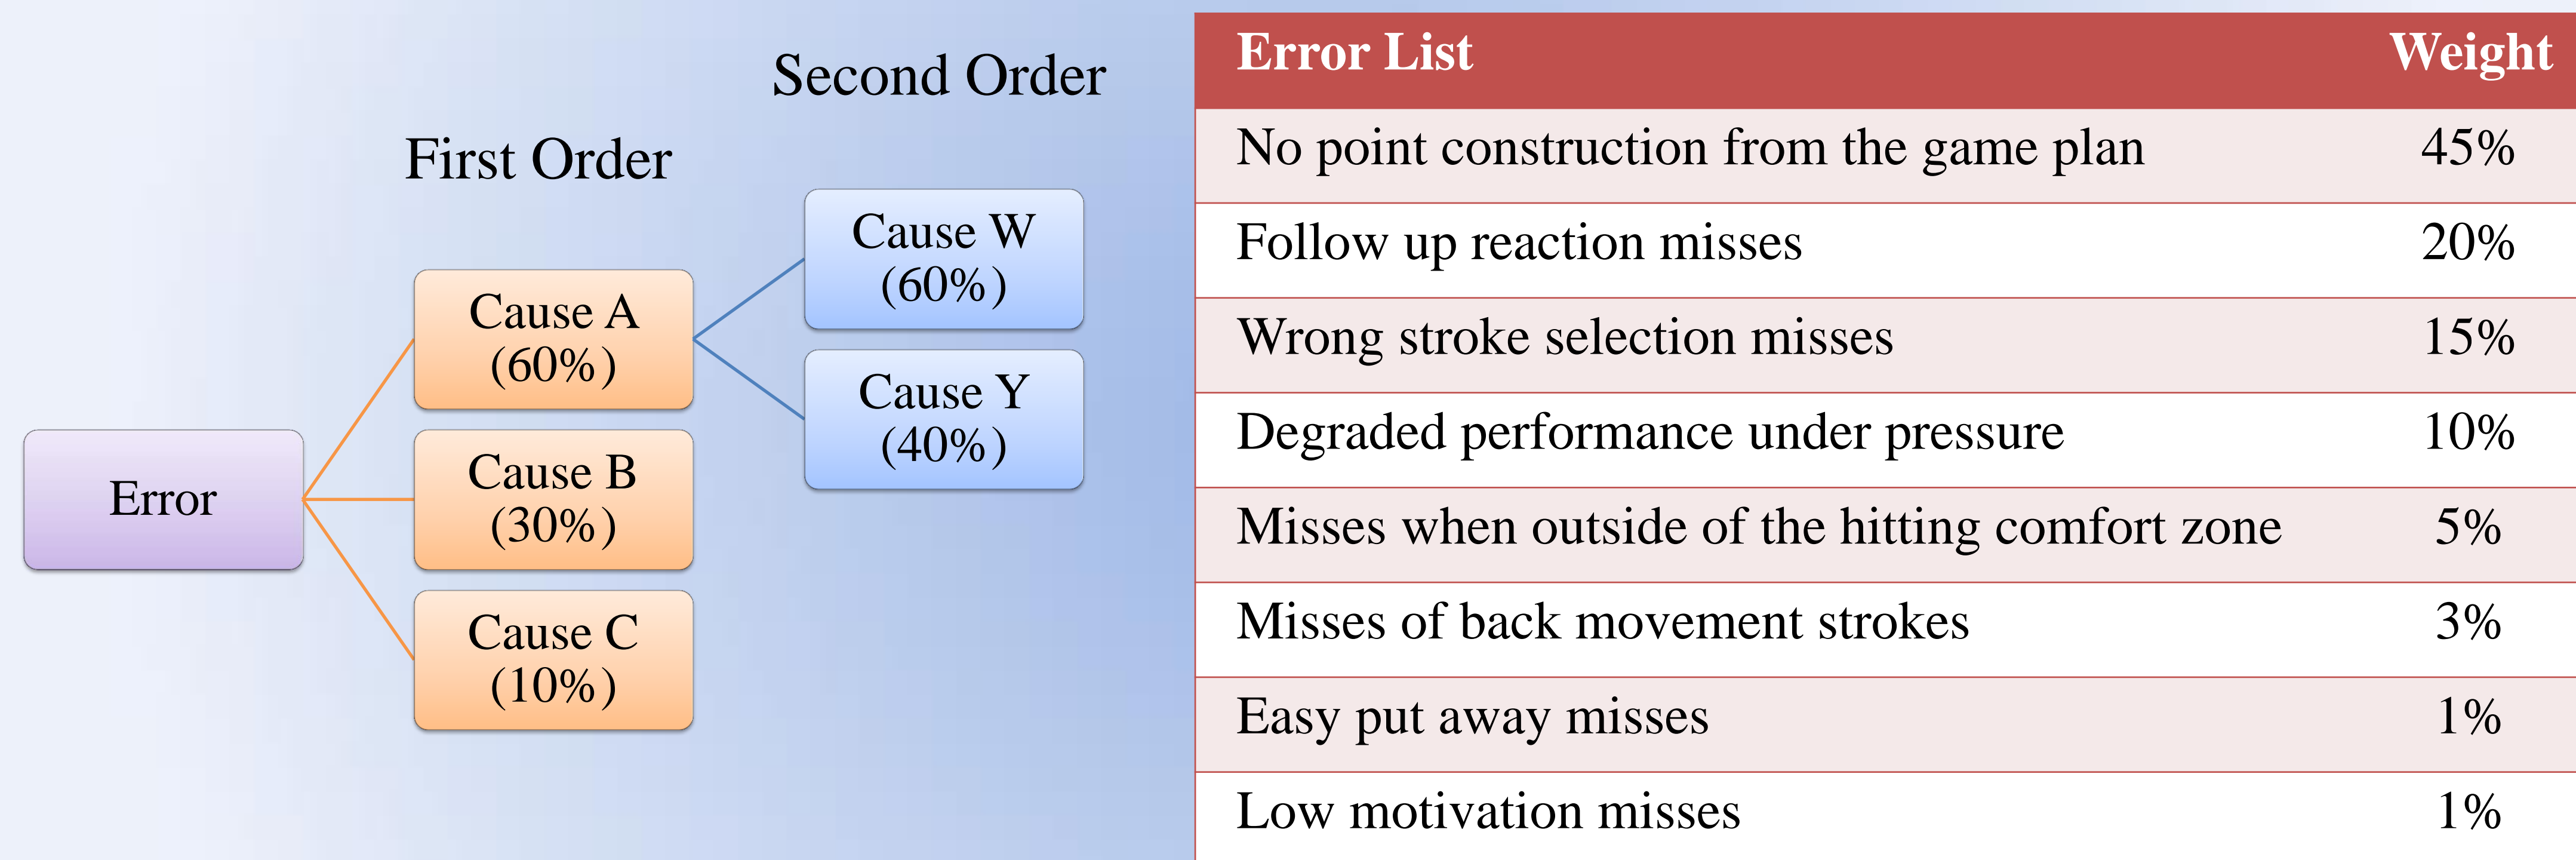 Second Order
First Order
Cause W
(60%)
Cause A
(60%)
Cause Y
(40%)
Error
Cause B
(30%)
Cause C
(10%)
Error List Weight
No point construction from the game plan 45%
Follow up reaction misses 20%
Wrong stroke selection misses 15%
Degraded performance under pressure 10%
Misses when outside of the hitting comfort zone 5%
Misses of back movement strokes 3%
Easy put away misses 1%
Low motivation misses 1%